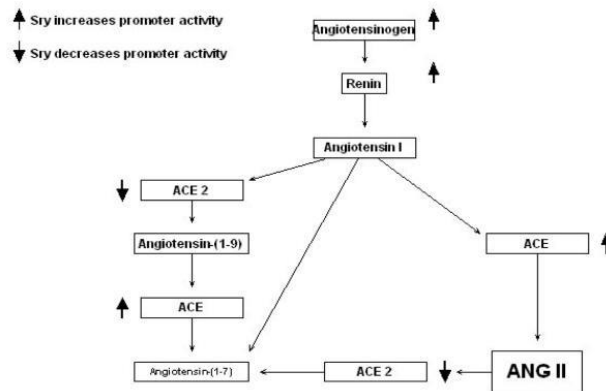 Sry increases promoter activity
Sry decreases promoter activity
Angiotensinogen
Renin
Angiotensin I
ACE 2
Angiotensin-(1-9)
ACE
ACE
Angiotensin-(1-7)
ACE 2
ANG II